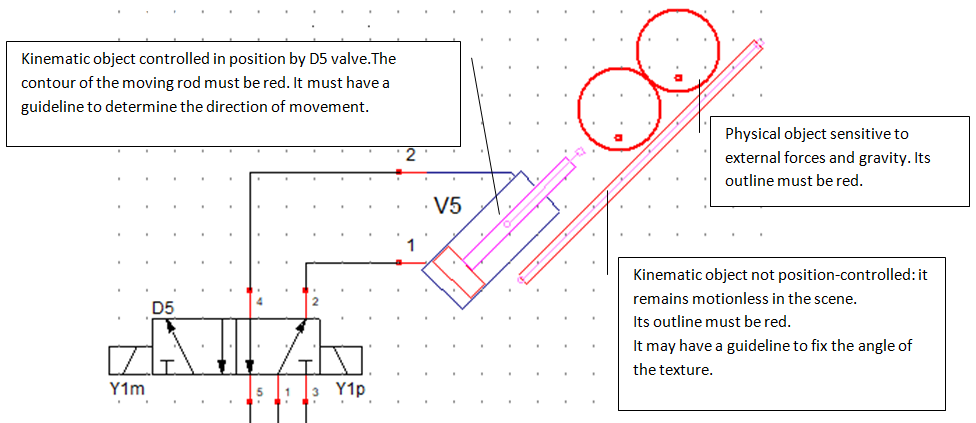 Kinematic object controlled in position by D5 valve.The
contour of the moving rod must be red. It must have a
guideline to determine the direction of movement.
Physical object sensitive to
external forces and gravity. Its
outline must be red.
2
V5
1
Kinematic object not position-controlled: it
remains motionless in the scene.
Its outline must be red.
It may have a guideline to fix the angle of
the texture.
D5
4
2
Y1m
5
1
3
Y1p